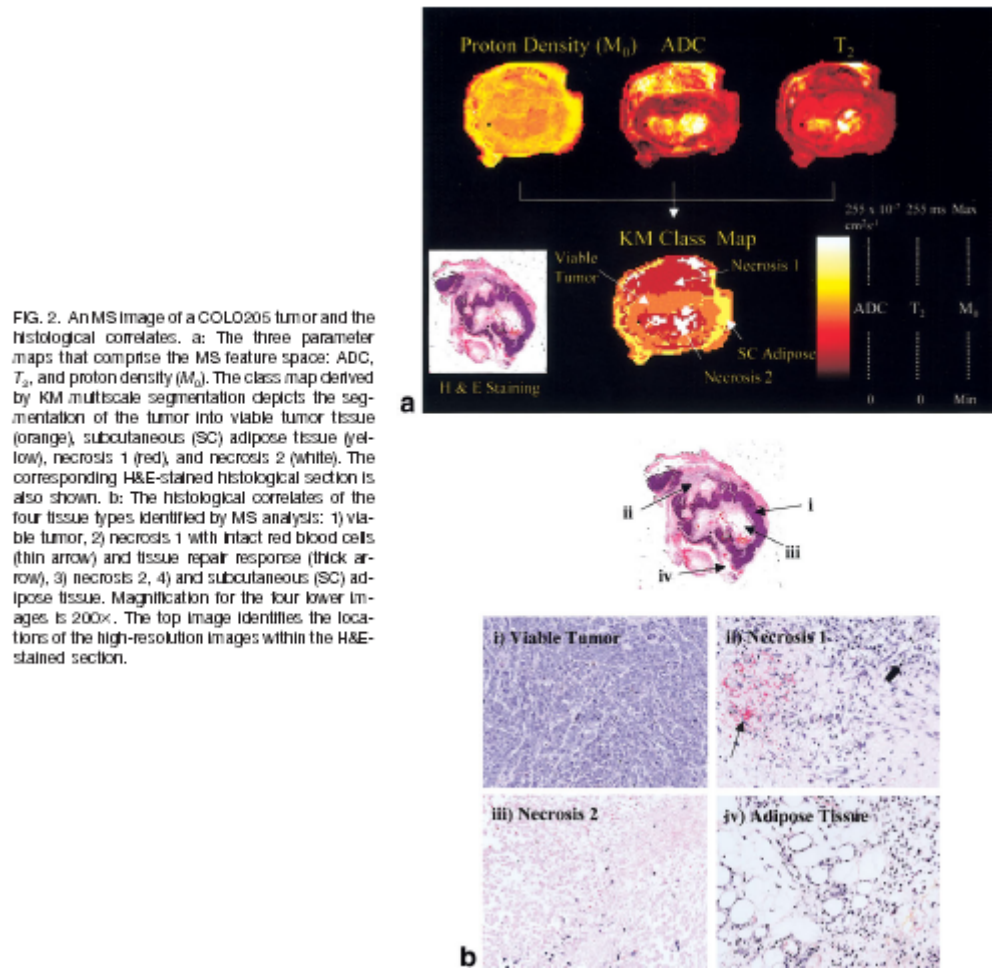 FIG. 2. An MS image of a COLO205 tumor and the
histological correlates. a: The three parameter
maps that comprise the MS feature space: ADC,
T2, and proton density (M0). The class map derived
by KM multiscale segmentation depicts the seg-
mentation of the tumor into viable tumor tissue
(orange), subcutaneous (SC) adipose tissue (yel-
low), necrosis 1 (red), and necrosis 2 (white). The
corresponding H&E-stained histological section is
also shown. b: The histological correlates of the
four tissue types identified by MS analysis: 1) via-
ble tumor, 2) necrosis 1 with intact red blood cells
(thin arrow) and tissue repair response (thick ar-
row), 3) necrosis 2, 4) and subcutaneous (SC) ad-
ipose tissue. Magnification for the four lower im-
ages is 200×. The top image identifies the loca-
tions of the high-resolution images within the H&E-
stained section.
Proton Density (M0) ADC T2
255 x 10-7 255 ms Max
cm2s-1
KM Class Map
Viable
Tumor
Necrosis 1
ADC T2 M0
SC Adipose
Necrosis 2
H & E Staining
0 0 Min
a
ii
i
iii
iv
i) Viable Tumor
ii) Necrosis 1
iii) Necrosis 2
iv) Adipose Tissue
b